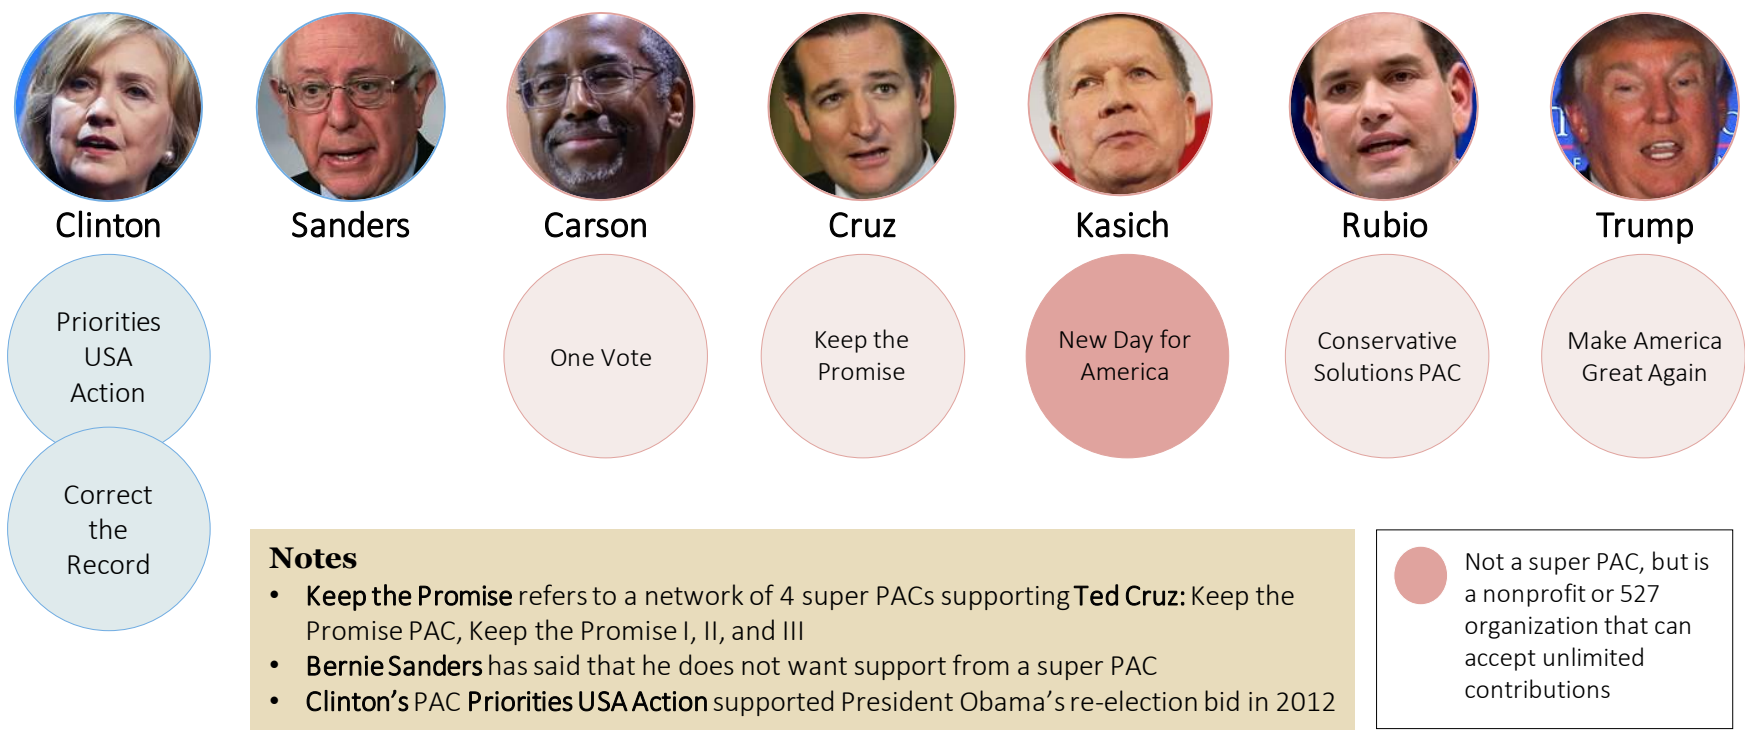 Clinton
Sanders
Carson
Cruz
Kasich
Rubio
Trump
Priorities
USA
Action
One Vote
Keep the
Promise
New Day for
America
Conservative
Solutions PAC
Make America
Great Again
Correct
the
Record
Notes
• Keep the Promise refers to a network of 4 super PACs supporting Ted Cruz: Keep the
Promise PAC, Keep the Promise I, II, and III
• Bernie Sanders has said that he does not want support from a super PAC
• Clinton’s PAC Priorities USA Action supported President Obama’s re-election bid in 2012
Not a super PAC, but is
a nonprofit or 527
organization that can
accept unlimited
contributions